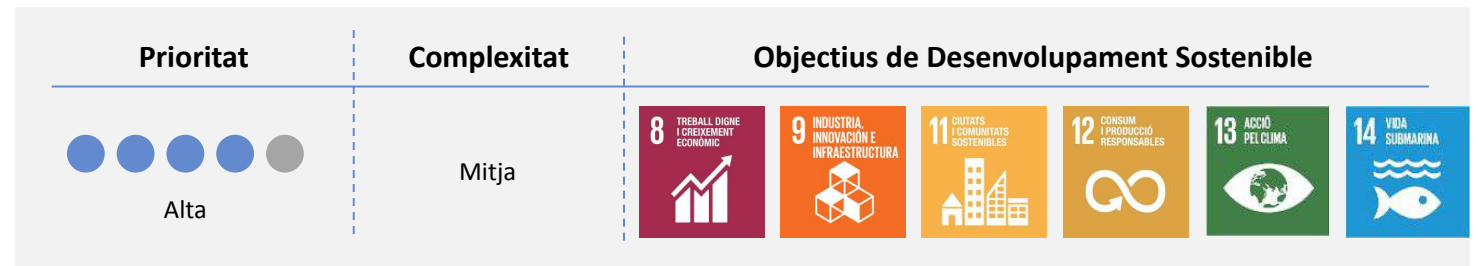 Prioritat
Complexitat
Objectius de Desenvolupament Sostenible
Alta
Mitja
8 TREBALL DIGNE
I CREIXEMENT
ECONÒMIC
9 INDUSTRIA,
INNOVACIÓN E
INFRAESTRUCTURA
11 CIUTATS
I COMUNITATS
SOSTENIBLES
12 CONSUM
I PRODUCCIÓ
RESPONSABLES
13 ACCIÓ
PEL CLIMA
14 VIDA
SUBMARINA